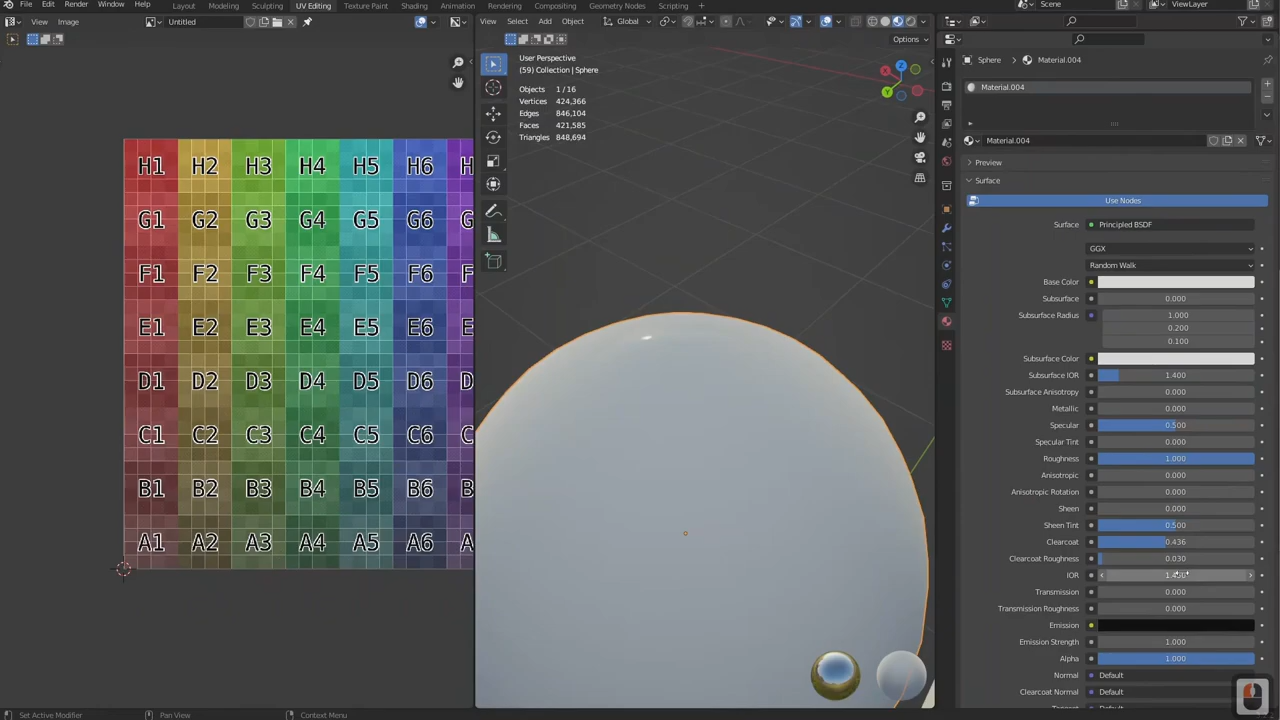 File Edit Render Window Help Layout Modeling Sculpting UV Editing Texture Paint Shading Animation Rendering Compositing Geometry Nodes Scripting Scene ViewLayer
Untitled View Select Add Object Global
Options
User Perspective
(59) Collection | Sphere
Objects 1/16
Vertices 424,366
Edges 846,104
Faces 421,585
Triangles 848,694
X
Y
Z
H1 H2 H3 H4 H5 H6 H
G1 G2 G3 G4 G5 G6 G
F1 F2 F3 F4 F5 F6 F
E1 E2 E3 E4 E5 E6 E
D1 D2 D3 D4 D5 D6 D
C1 C2 C3 C4 C5 C6 C
B1 B2 B3 B4 B5 B6 B
A1 A2 A3 A4 A5 A6 A
Sphere > Material.004
Material.004
Material.004
Preview
Surface
Use Nodes
Surface Principled BSDF
GGX
Random Walk
Base Color
Subsurface 0.000
Subsurface Radius 1.000
0.200
0.100
Subsurface Color
Subsurface IOR 1.400
Subsurface Anisotropy 0.000
Metallic 0.000
Specular 0.500
Specular Tint 0.000
Roughness 1.000
Anisotropic 0.000
Anisotropic Rotation 0.000
Sheen 0.000
Sheen Tint 0.500
Clearcoat 0.436
Clearcoat Roughness 0.030
IOR
Transmission 0.000
Transmission Roughness 0.000
Emission
Emission Strength 1.000
Alpha 1.000
Normal Default
Clearcoat Normal Default
Set Active Modifier Pan View Context Menu